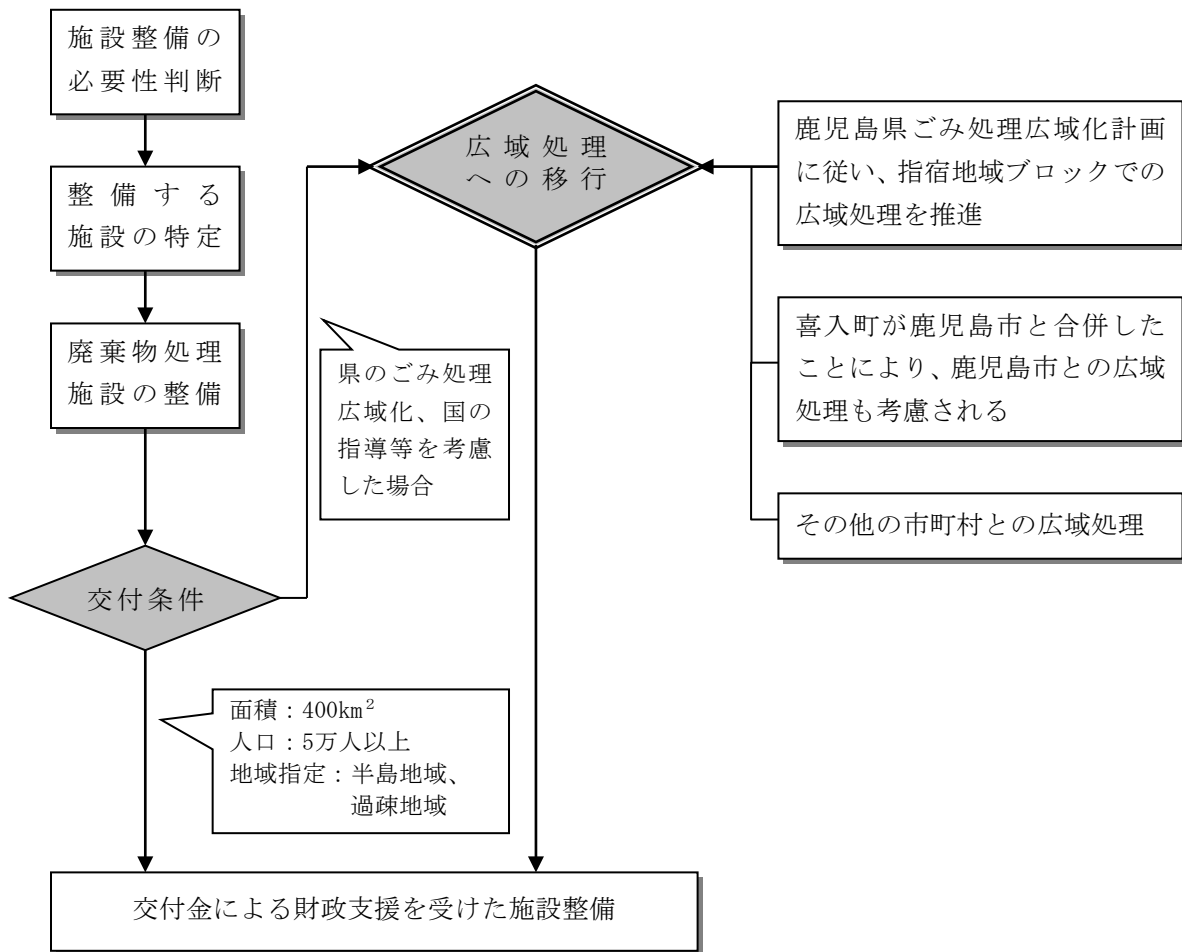 施設整備の
必要性判断
整備する
施設の特定
廃棄物処理
施設の整備
交付条件
広域処理
への移行
県のごみ処理
広域化、国の
指導等を考慮
した場合
面積：400km²
人口：5万人以上
地域指定：半島地域、
過疎地域
鹿児島県ごみ処理広域化計画
に従い、指宿地域ブロックでの
広域処理を推進
喜入町が鹿児島市と合併した
ことにより、鹿児島市との広域
処理も考慮される
その他の市町村との広域処理
交付金による財政支援を受けた施設整備